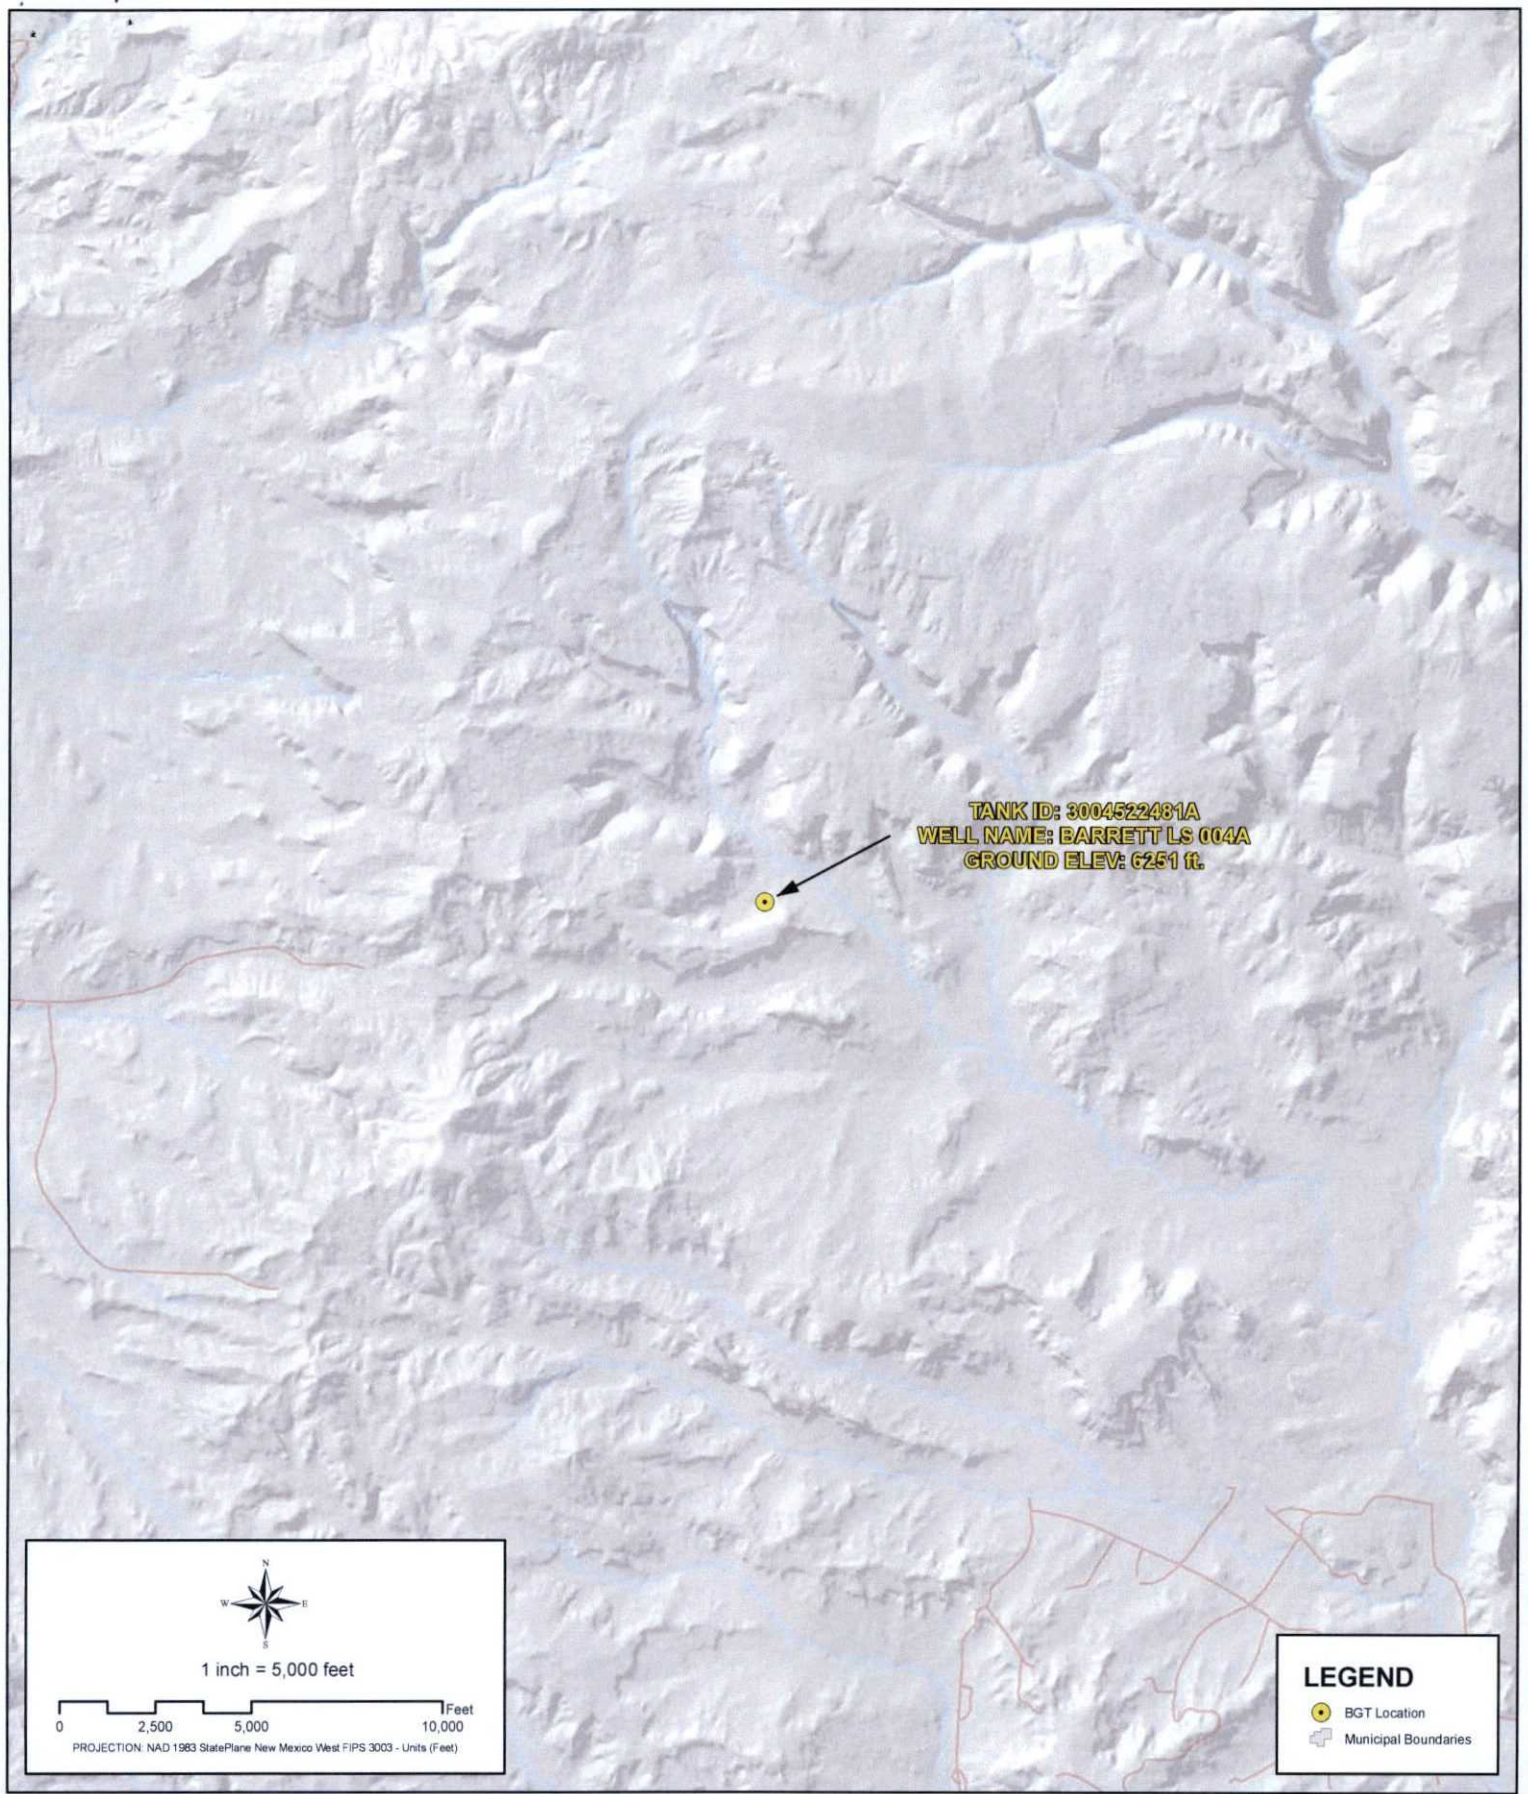 TANK ID: 3004522481A
WELL NAME: BARRETT LS 004A
GROUND ELEV: 6251 ft.
N
W E
S
1 inch = 5,000 feet
Feet
0 2,500 5,000 10,000
PROJECTION: NAD 1983 StatePlane New Mexico West FIPS 3003 - Units (Feet)
LEGEND
BGT Location
Municipal Boundaries